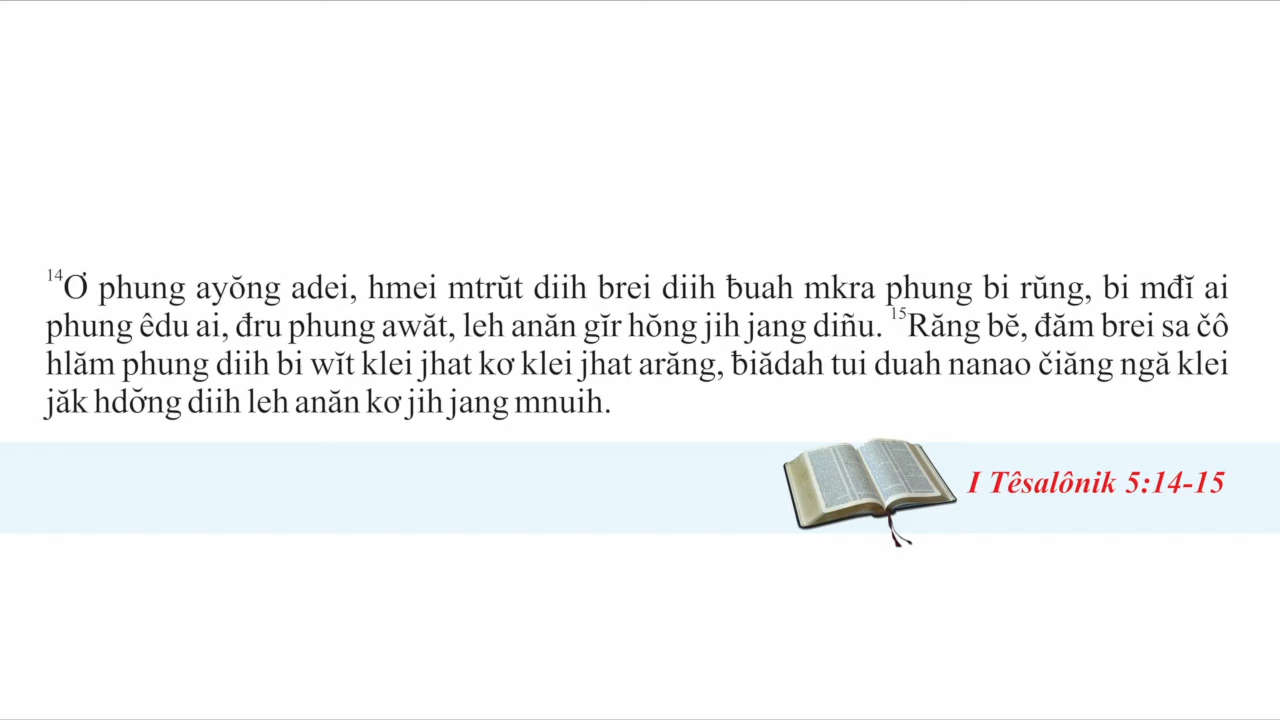 ¹⁴Ơ phung ayŏng adei, hmei mtrŭt diih brei diih ƀuah mkra phung bi rŭng, bi mđĭ ai
phung êdu ai, đru phung awăt, leh anăn gĭr hŏng jih jang diñu. ¹⁵Răng bĕ, đăm brei sa čô
hlăm phung diih bi wĭt klei jhat kơ klei jhat arăng, ƀiădah tui duah nanao čiăng ngă klei
jăk hdơ̆ng diih leh anăn kơ jih jang mnuih.
I Têsalônik 5:14-15